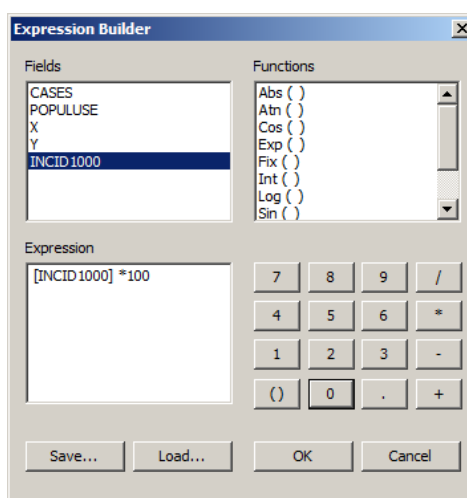 Expression Builder
Fields
CASES
POPULUSE
X
Y
INCID1000
Functions
Abs ( )
Atn ( )
Cos ( )
Exp ( )
Fix ( )
Int ( )
Log ( )
Sin ( )
Expression
[INCID1000] *100
7 8 9 /
4 5 6 *
1 2 3 -
() 0 . +
Save... Load... OK Cancel